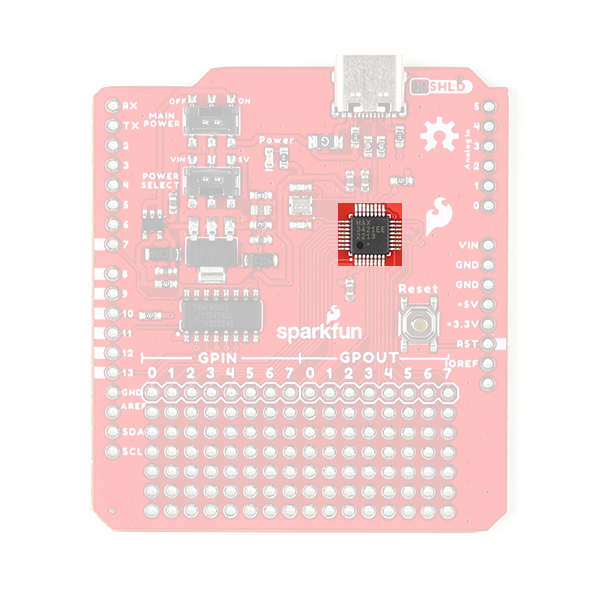 SHLD
RX
TX
2
3
4
5
6
7
8
9
10
11
12
13
GND
AREF
SDA
SCL
OFF ON
MAIN
POWER
VIN 5V
POWER
SELECT
Power
MAX
3421EE
2213
5
4
3
2
1
0
Analog In
VIN
GND
GND
+5V
+3.3V
RST
IOREF
Reset
sparkfun
GPIN GPOUT
0 1 2 3 4 5 6 7 0 1 2 3 4 5 6 7